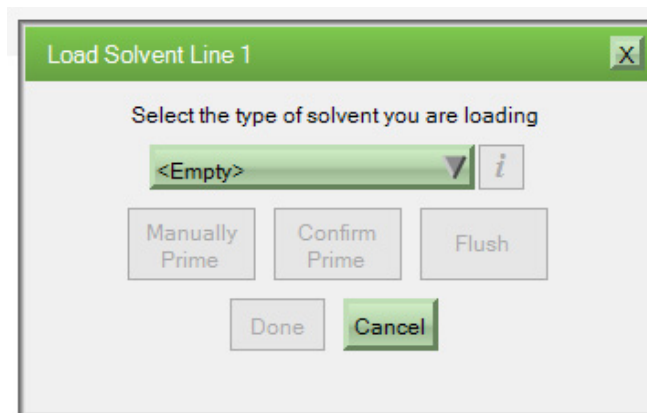 Load Solvent Line 1
X
Select the type of solvent you are loading
<Empty>
i
Manually
Prime
Confirm
Prime
Flush
Done
Cancel